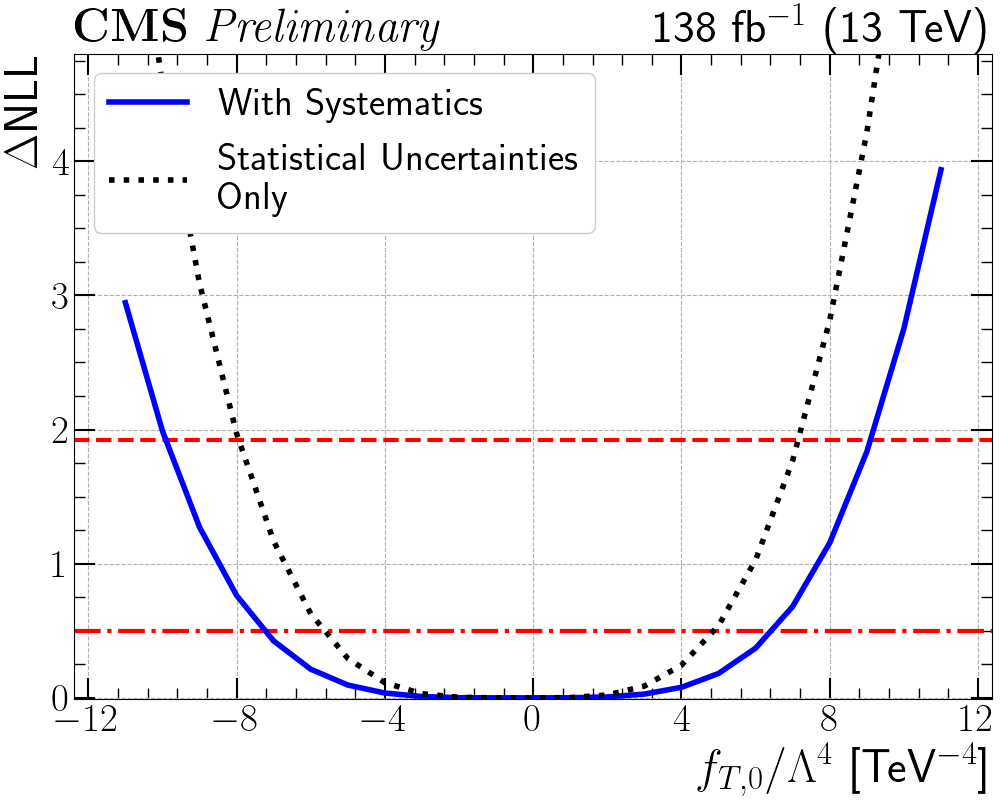 CMS Preliminary 138 fb⁻¹ (13 TeV)
ΔNLL
With Systematics
Statistical Uncertainties
Only
4
3
2
1
0
−12 −8 −4 0 4 8 12
f_{T,0}/Λ⁴ [TeV⁻⁴]